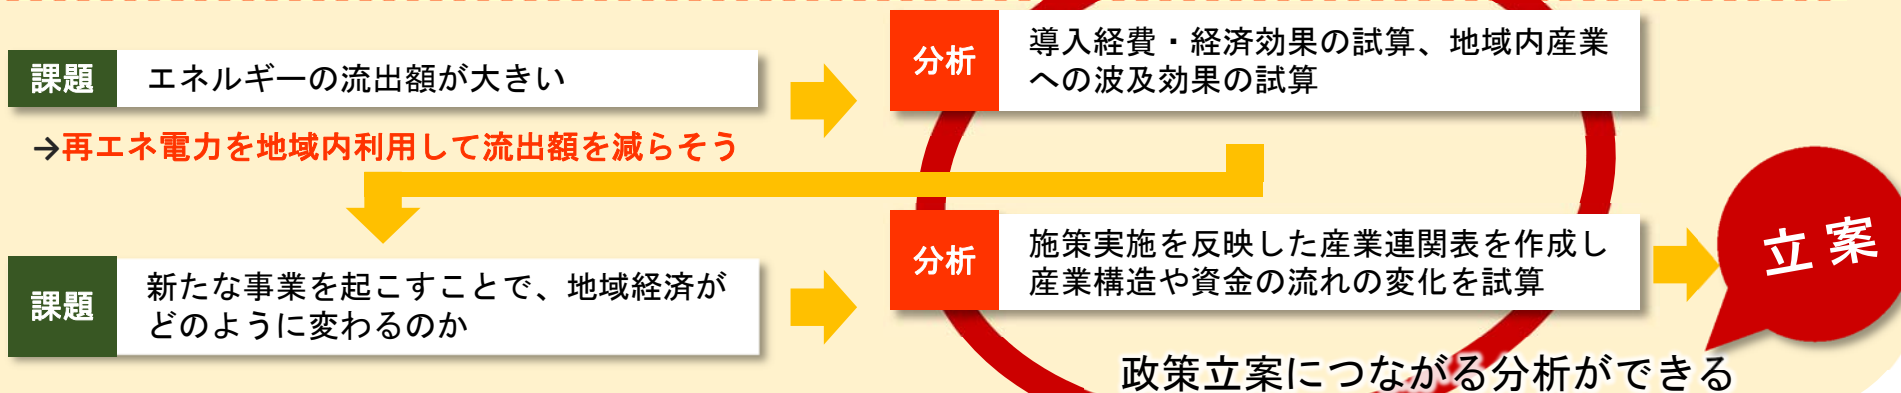 課題
エネルギーの流出額が大きい
→再エネ電力を地域内利用して流出額を減らそう
分析
導入経費・経済効果の試算、地域内産業
への波及効果の試算
課題
新たな事業を起こすことで、地域経済が
どのように変わるのか
分析
施策実施を反映した産業連関表を作成し
産業構造や資金の流れの変化を試算
立案
政策立案につながる分析ができる